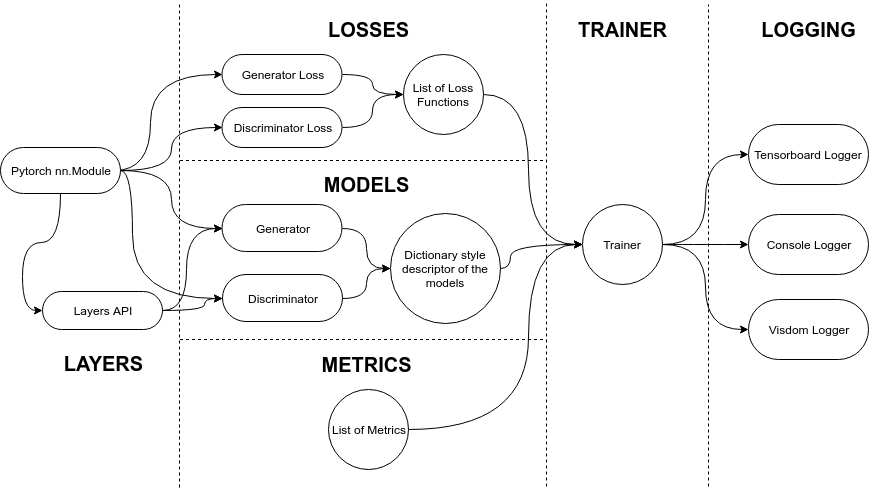 LOSSES
TRAINER
LOGGING
Generator Loss
List of Loss
Functions
Discriminator Loss
Tensorboard Logger
Pytorch nn.Module
MODELS
Generator
Dictionary style
descriptor of the
models
Trainer
Console Logger
Discriminator
Layers API
Visdom Logger
LAYERS
METRICS
List of Metrics